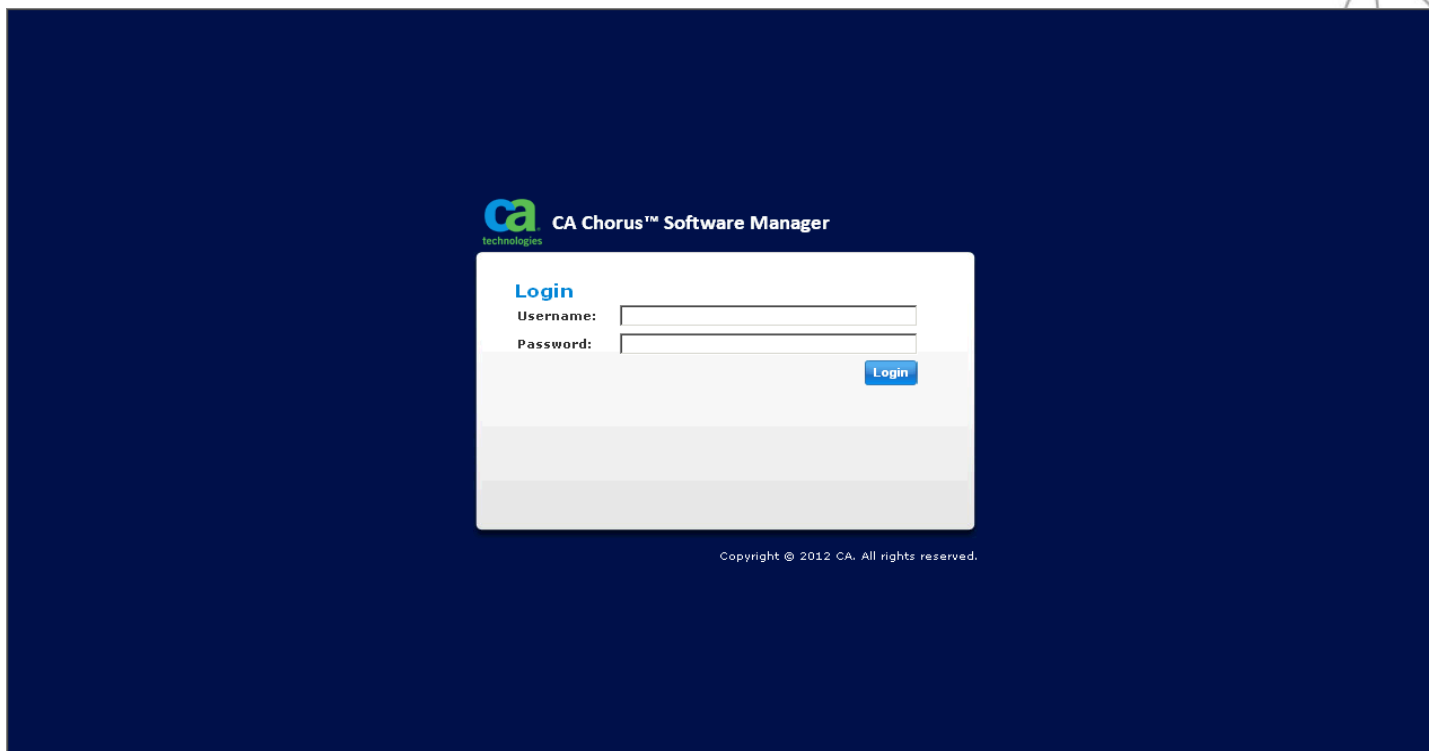 ca
technologies
CA Chorus™ Software Manager
Login
Username:
Password:
Login
Copyright © 2012 CA. All rights reserved.